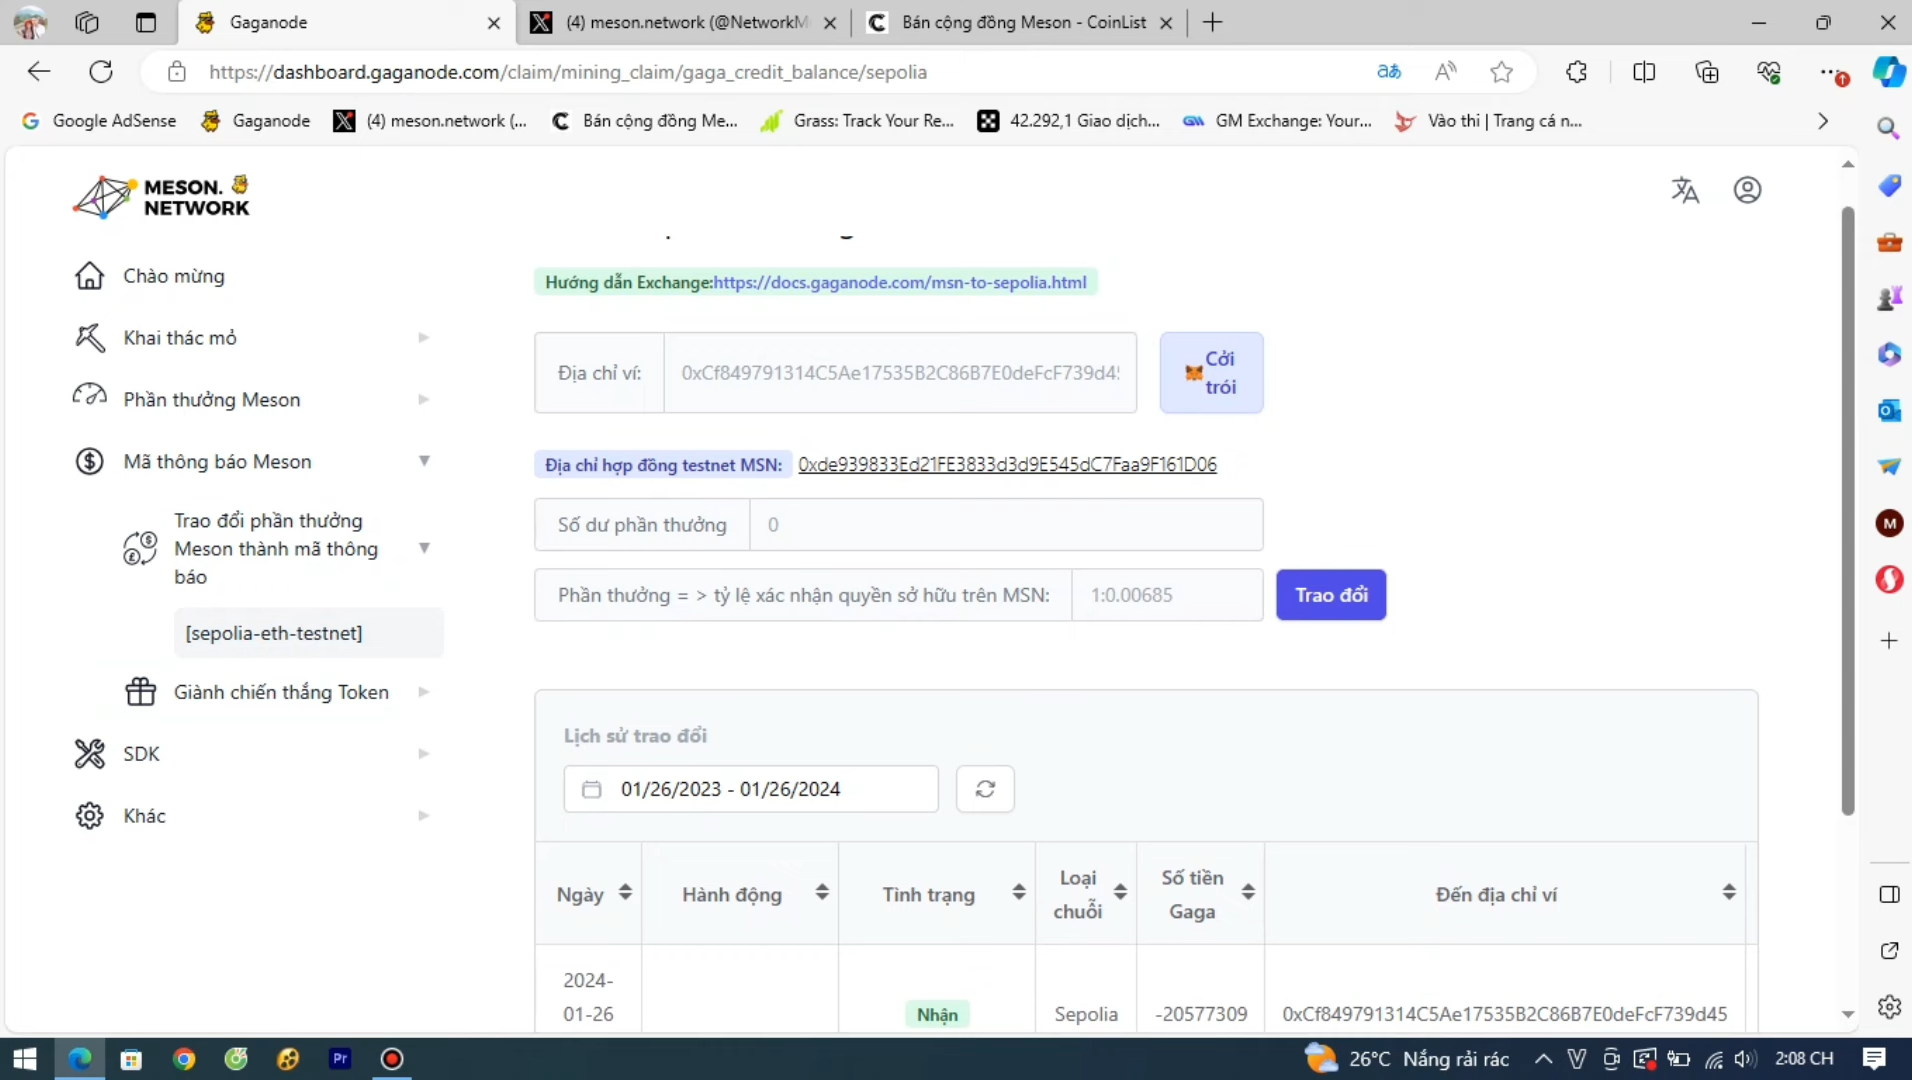 Gaganode
(4) meson.network (@NetworkM
Bán cộng đồng Meson - CoinList
https://dashboard.gaganode.com/claim/mining_claim/gaga_credit_balance/sepolia
Google AdSense
Gaganode
(4) meson.network (...
Bán cộng đồng Me...
Grass: Track Your Re...
42.292,1 Giao dịch...
GM Exchange: Your...
Vào thi | Trang cá n...
MESON.
NETWORK
Chào mừng
Khai thác mỏ
Phần thưởng Meson
Mã thông báo Meson
Trao đổi phần thưởng
Meson thành mã thông
báo
[sepolia-eth-testnet]
Giành chiến thắng Token
SDK
Khác
Hướng dẫn Exchange:https://docs.gaganode.com/msn-to-sepolia.html
Địa chỉ ví:
0xCf849791314C5Ae17535B2C86B7E0deFcF739d45
Cởi
trói
Địa chỉ hợp đồng testnet MSN: 0xde939833Ed21FE3833d3d9E545dC7Faa9F161D06
Số dư phần thưởng
0
Phần thưởng = > tỷ lệ xác nhận quyền sở hữu trên MSN:
1:0.00685
Trao đổi
Lịch sử trao đổi
01/26/2023 - 01/26/2024
Ngày
Hành động
Tình trạng
Loại
chuỗi
Số tiền
Gaga
Đến địa chỉ ví
2024-
01-26
Nhận
Sepolia
-20577309
0xCf849791314C5Ae17535B2C86B7E0deFcF739d45
26°C Nắng rải rác
2:08 CH